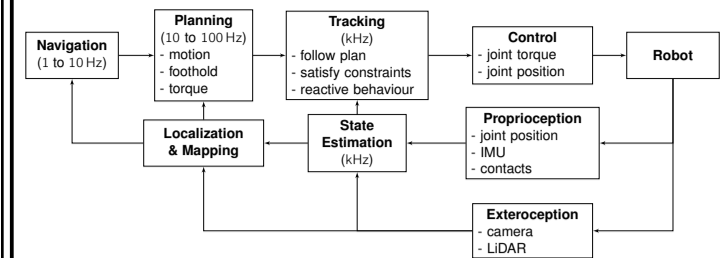 Navigation
(1 to 10 Hz)
Planning
(10 to 100 Hz)
- motion
- foothold
- torque
Tracking
(kHz)
- follow plan
- satisfy constraints
- reactive behaviour
Control
- joint torque
- joint position
Robot
Localization
& Mapping
State
Estimation
(kHz)
Proprioception
- joint position
- IMU
- contacts
Exteroception
- camera
- LiDAR